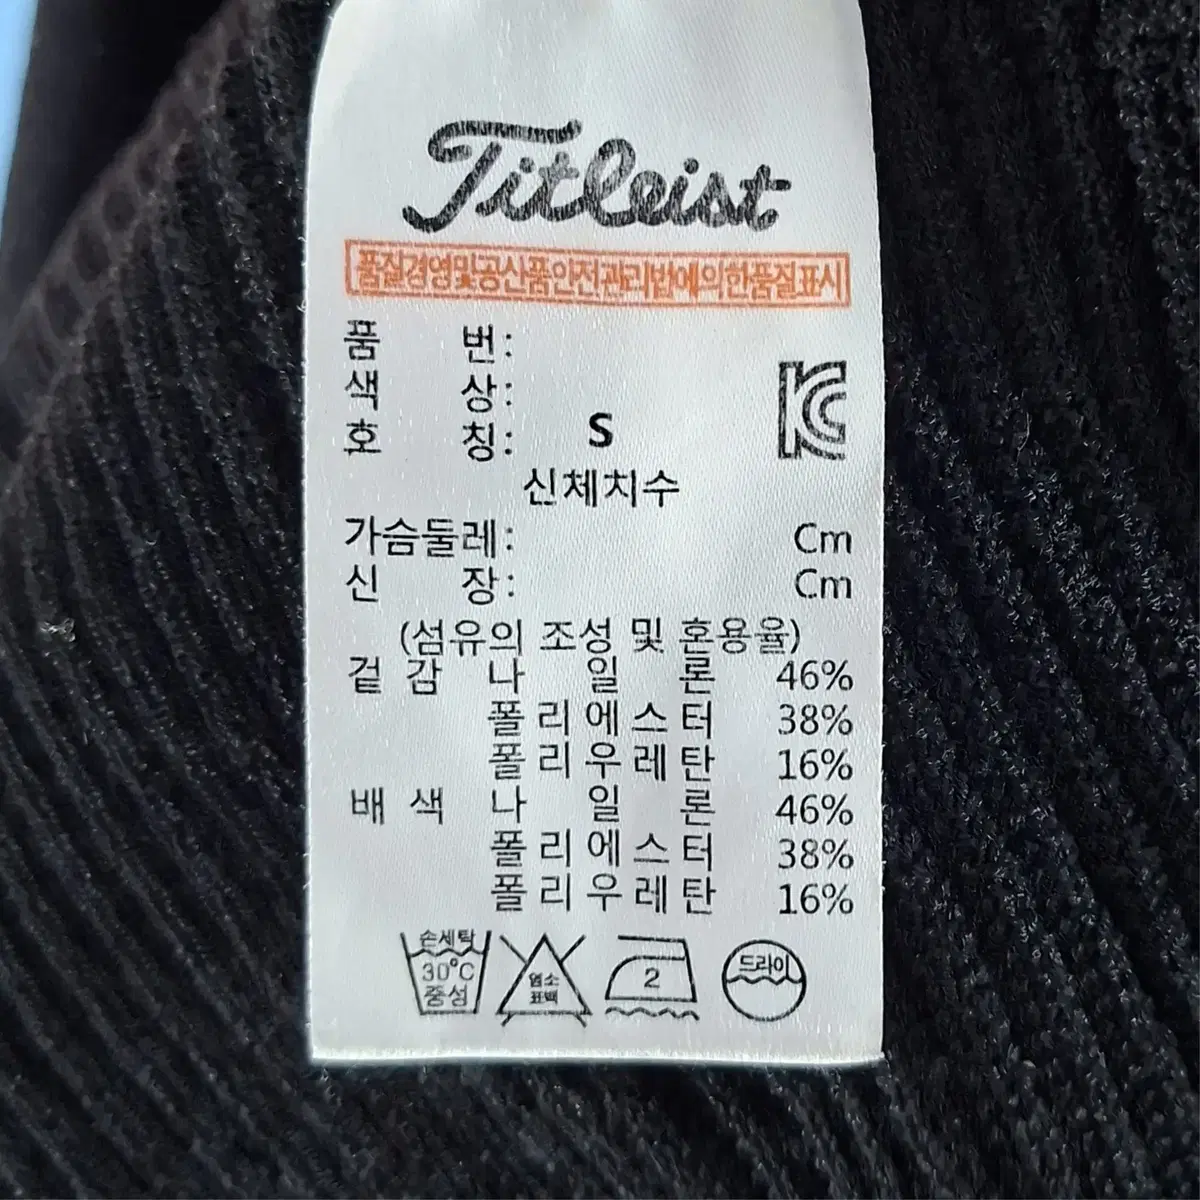 Titleist
품질경영및공산품안전관리법에의한품질표시
품 번:
색 상:
호 칭: S
KC
신체치수
가슴둘레: Cm
신 장: Cm
(섬유의 조성 및 혼용율)
겉 감 나 일 론 46%
폴 리 에 스 터 38%
폴 리 우 레 탄 16%
배 색 나 일 론 46%
폴 리 에 스 터 38%
폴 리 우 레 탄 16%
손세탁
30°C
중성
염소
표백
2
드라이